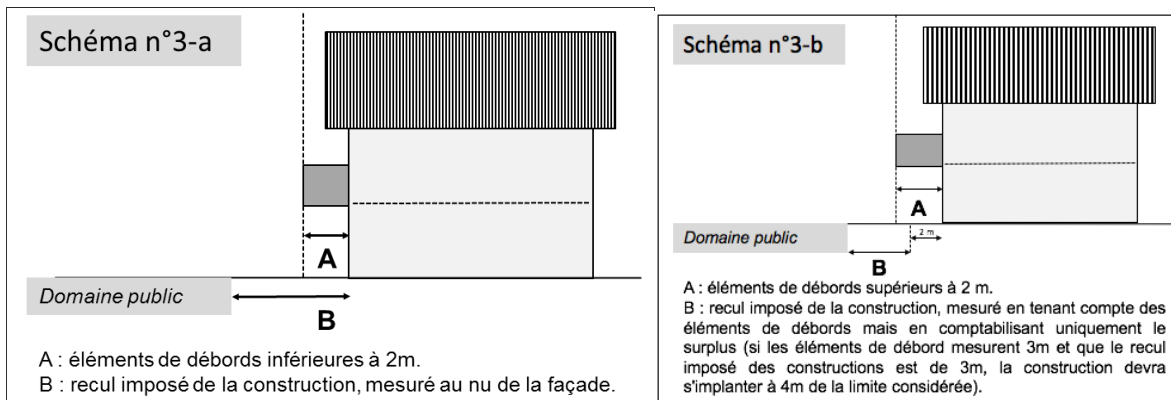 Schéma n°3-a
A
Domaine public
B
A : éléments de débords inférieures à 2m.
B : recul imposé de la construction, mesuré au nu de la façade.
Schéma n°3-b
A
2 m
Domaine public
B
A : éléments de débords supérieurs à 2 m.
B : recul imposé de la construction, mesuré en tenant compte des
éléments de débords mais en comptabilisant uniquement le
surplus (si les éléments de débord mesurent 3m et que le recul
imposé des constructions est de 3m, la construction devra
s'implanter à 4m de la limite considérée).